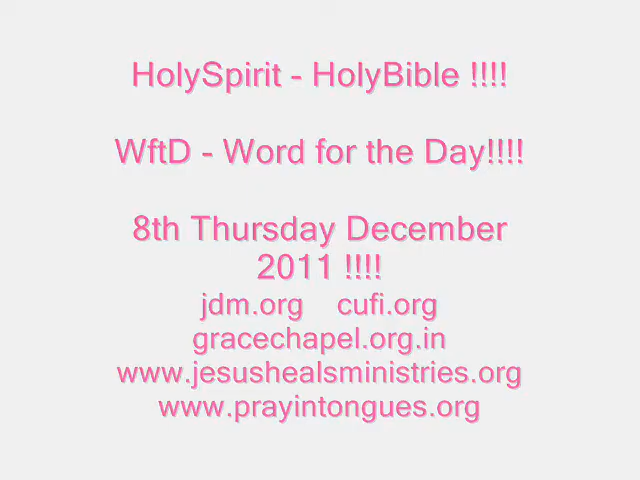 HolySpirit - HolyBible !!!!
WftD - Word for the Day!!!!
8th Thursday December
2011 !!!!
jdm.org    cufi.org
gracechapel.org.in
www.jesushealsministries.org
www.prayintongues.org